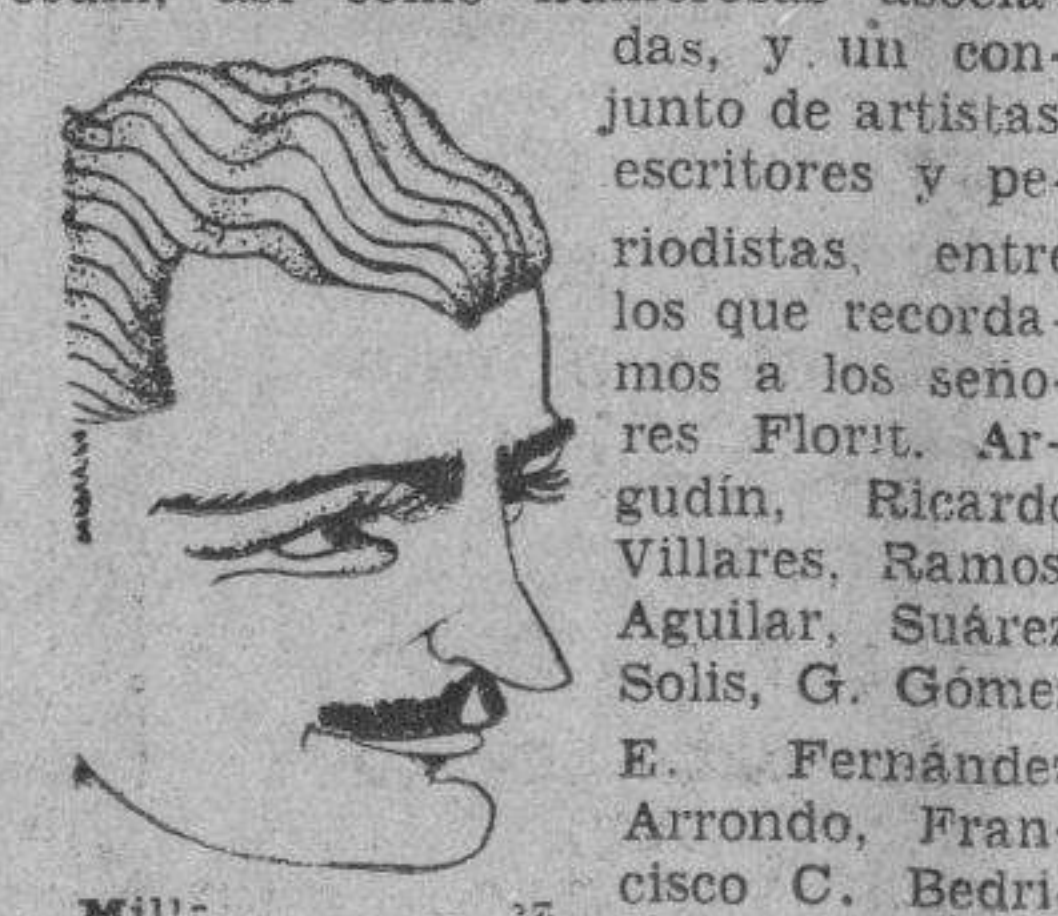 das, y un con-
junto de artistas
escritores y pe-
riodistas, entre
los que recorda-
mos a los seño-
res Florit. Ar-
gudín, Ricardo
Villares, Ramos
Aguilar, Suárez
Solis, G. Góme
E. Fernández
Arrondo, Fran-
cisco C. Bedri